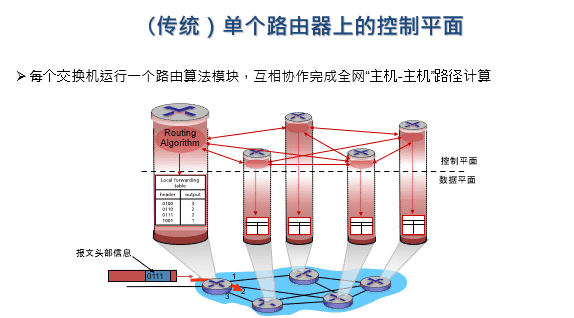 （传统）单个路由器上的控制平面
每个交换机运行一个路由算法模块，互相协作完成全网“主机-主机”路径计算
Routing
Algorithm
控制平面
数据平面
Local forwarding
table
header output
0100 3
0110 2
0111 2
1001 1
报文头部信息
0111
1
2
3